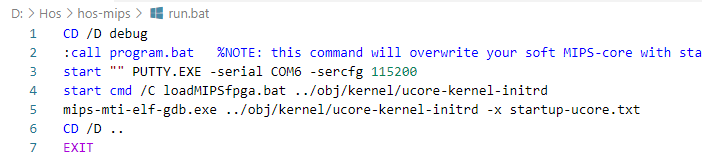 D: > Hos > hos-mips > run.bat
1 CD /D debug
2 :call program.bat %NOTE: this command will overwrite your soft MIPS-core with sta
3 start "" PUTTY.EXE -serial COM6 -sercfg 115200
4 start cmd /C loadMIPSfpga.bat ../obj/kernel/ucore-kernel-initrd
5 mips-mti-elf-gdb.exe ../obj/kernel/ucore-kernel-initrd -x startup-ucore.txt
6 CD /D ..
7 EXIT